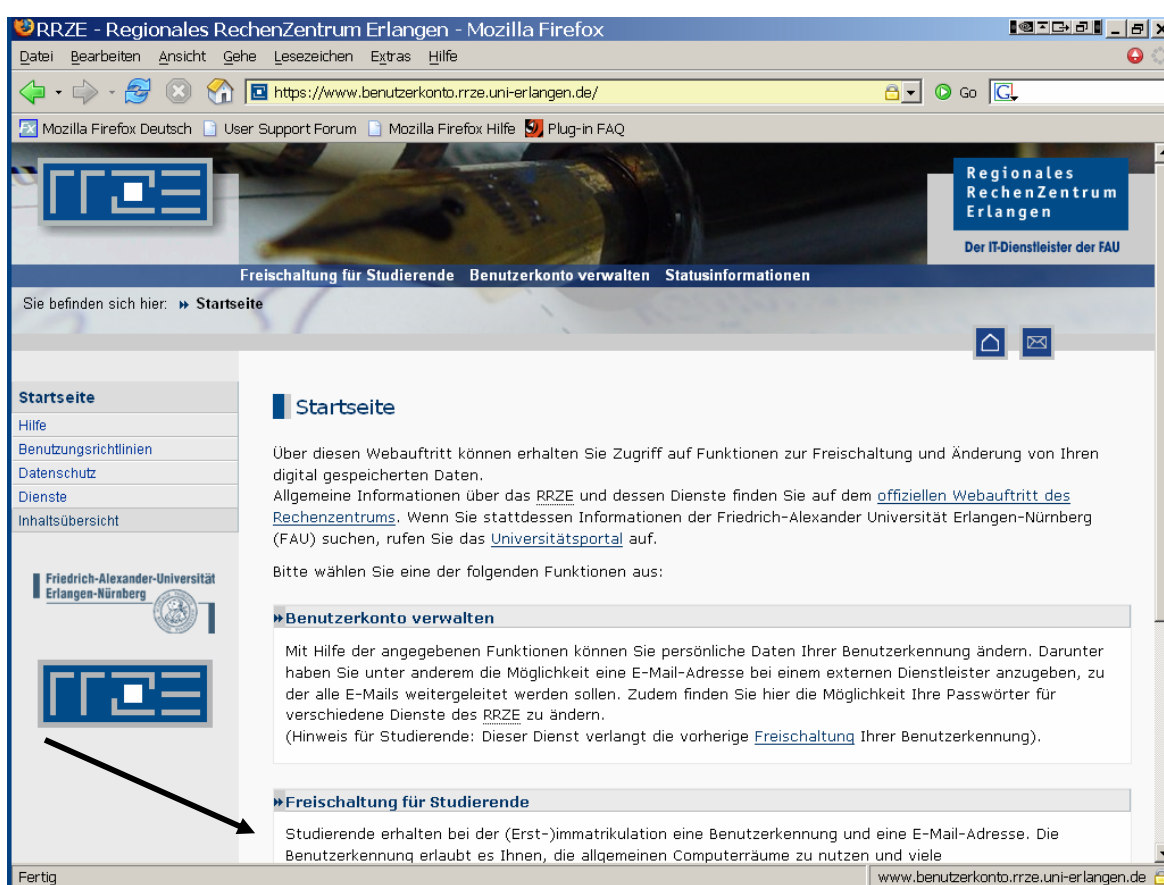 RRZE - Regionales RechenZentrum Erlangen - Mozilla Firefox
Datei Bearbeiten Ansicht Gehe Lesezeichen Extras Hilfe
https://www.benutzerkonto.rrze.uni-erlangen.de/ Go G
Mozilla Firefox Deutsch User Support Forum Mozilla Firefox Hilfe Plug-in FAQ
RRZE
Regionales
RechenZentrum
Erlangen
Der IT-Dienstleister der FAU
Freischaltung für Studierende Benutzerkonto verwalten Statusinformationen
Sie befinden sich hier: » Startseite
Startseite
Hilfe
Benutzungsrichtlinien
Datenschutz
Dienste
Inhaltsübersicht
Friedrich-Alexander-Universität
Erlangen-Nürnberg
RRZE
Startseite
Über diesen Webauftritt können erhalten Sie Zugriff auf Funktionen zur Freischaltung und Änderung von Ihren
digital gespeicherten Daten.
Allgemeine Informationen über das RRZE und dessen Dienste finden Sie auf dem offiziellen Webauftritt des
Rechenzentrums. Wenn Sie stattdessen Informationen der Friedrich-Alexander Universität Erlangen-Nürnberg
(FAU) suchen, rufen Sie das Universitätsportal auf.
Bitte wählen Sie eine der folgenden Funktionen aus:
»Benutzerkonto verwalten
Mit Hilfe der angegebenen Funktionen können Sie persönliche Daten Ihrer Benutzerkennung ändern. Darunter
haben Sie unter anderem die Möglichkeit eine E-Mail-Adresse bei einem externen Dienstleister anzugeben, zu
der alle E-Mails weitergeleitet werden sollen. Zudem finden Sie hier die Möglichkeit Ihre Passwörter für
verschiedene Dienste des RRZE zu ändern.
(Hinweis für Studierende: Dieser Dienst verlangt die vorherige Freischaltung Ihrer Benutzerkennung).
»Freischaltung für Studierende
Studierende erhalten bei der (Erst-)immatrikulation eine Benutzerkennung und eine E-Mail-Adresse. Die
Benutzerkennung erlaubt es Ihnen, die allgemeinen Computerräume zu nutzen und viele
Fertig www.benutzerkonto.rrze.uni-erlangen.de